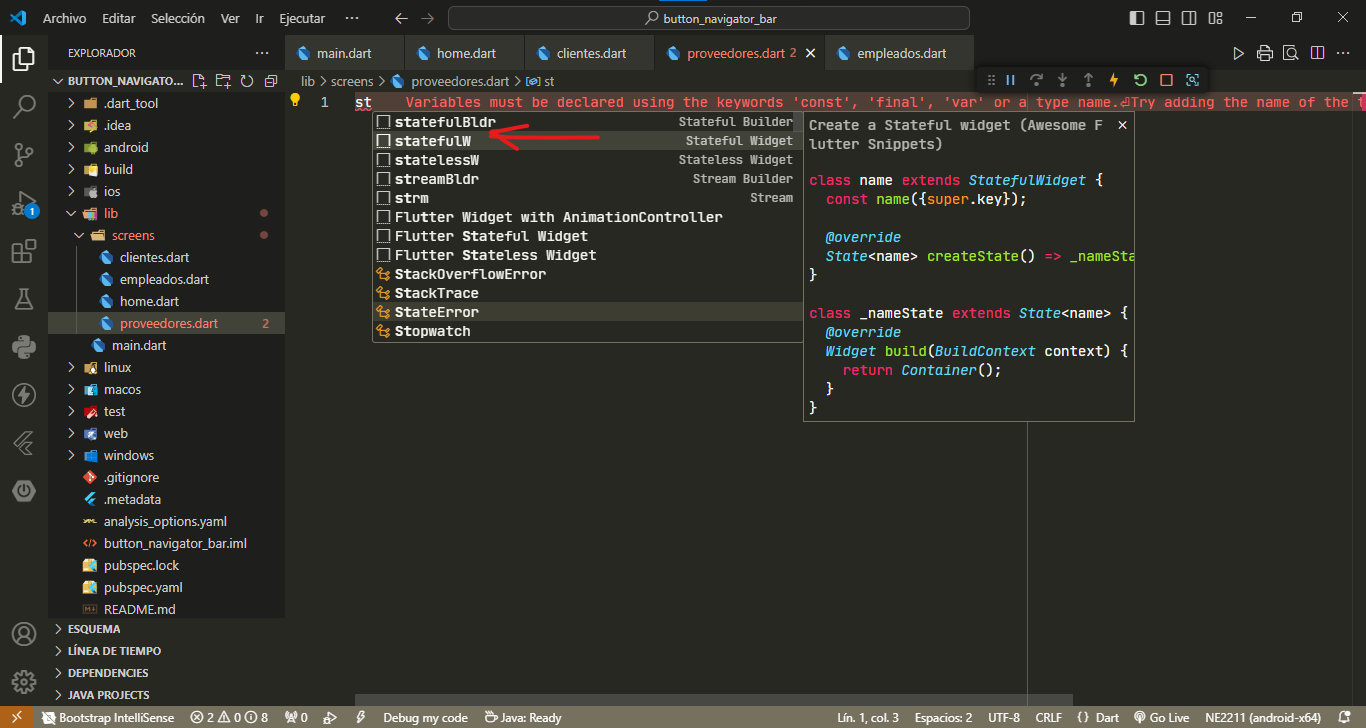 Archivo Editar Selección Ver Ir Ejecutar ··· button_navigator_bar
EXPLORADOR ···
BUTTON_NAVIGATO...
.dart_tool
.idea
android
build
ios
lib
screens
clientes.dart
empleados.dart
home.dart
proveedores.dart 2
main.dart
linux
macos
test
web
windows
.gitignore
.metadata
analysis_options.yaml
button_navigator_bar.iml
pubspec.lock
pubspec.yaml
README.md
ESQUEMA
LÍNEA DE TIEMPO
DEPENDENCIES
JAVA PROJECTS
1
main.dart home.dart clientes.dart proveedores.dart 2 empleados.dart
lib > screens > proveedores.dart > st
1 st Variables must be declared using the keywords 'const', 'final', 'var' or a type name.⏎Try adding the name of the t
statefulBldr Stateful Builder
statefulW Stateful Widget
statelessW Stateless Widget
streamBldr Stream Builder
strm Stream
Flutter Widget with AnimationController
Flutter Stateful Widget
Flutter Stateless Widget
StackOverflowError
StackTrace
StateError
Stopwatch
Create a Stateful widget (Awesome F
lutter Snippets)
class name extends StatefulWidget {
const name({super.key});
@override
State<name> createState() => _nameSta
}
class _nameState extends State<name> {
@override
Widget build(BuildContext context) {
return Container();
}
}
Bootstrap IntelliSense 2 0 8 0 Debug my code Java: Ready Lín. 1, col. 3 Espacios: 2 UTF-8 CRLF {} Dart Go Live NE2211 (android-x64)